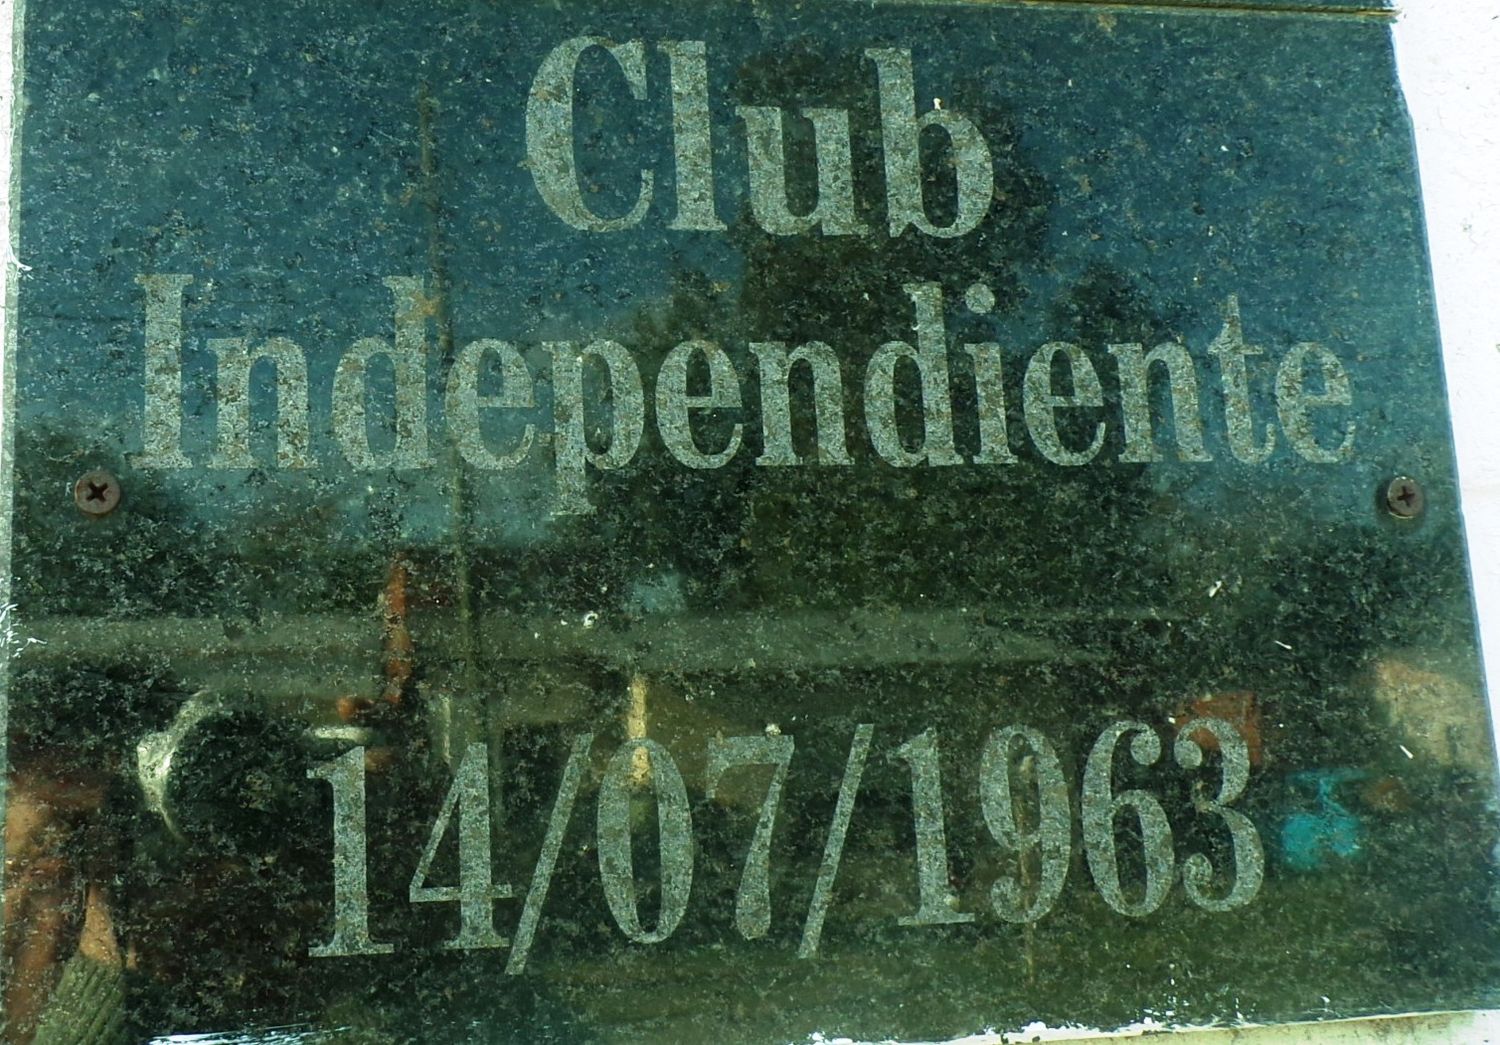 Club
Independiente
14/07/1963